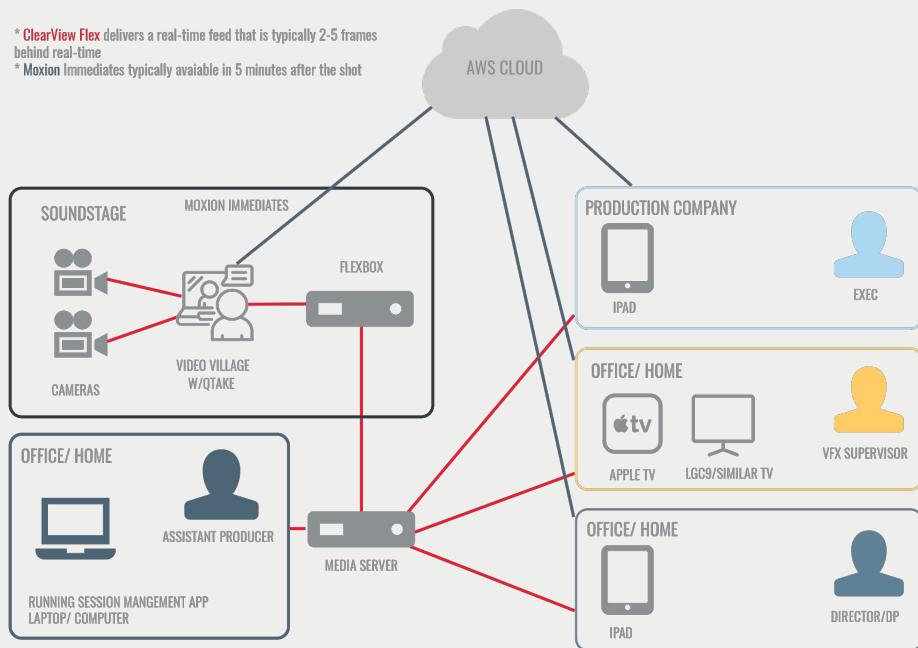 * ClearView Flex delivers a real-time feed that is typically 2-5 frames
behind real-time
* Moxion Immediates typically avaiable in 5 minutes after the shot
AWS CLOUD
SOUNDSTAGE
MOXION IMMEDIATES
FLEXBOX
VIDEO VILLAGE
W/QTAKE
CAMERAS
PRODUCTION COMPANY
IPAD
EXEC
OFFICE/ HOME
tv
APPLE TV
LGC9/SIMILAR TV
VFX SUPERVISOR
OFFICE/ HOME
ASSISTANT PRODUCER
RUNNING SESSION MANGEMENT APP
LAPTOP/ COMPUTER
MEDIA SERVER
OFFICE/ HOME
IPAD
DIRECTOR/DP